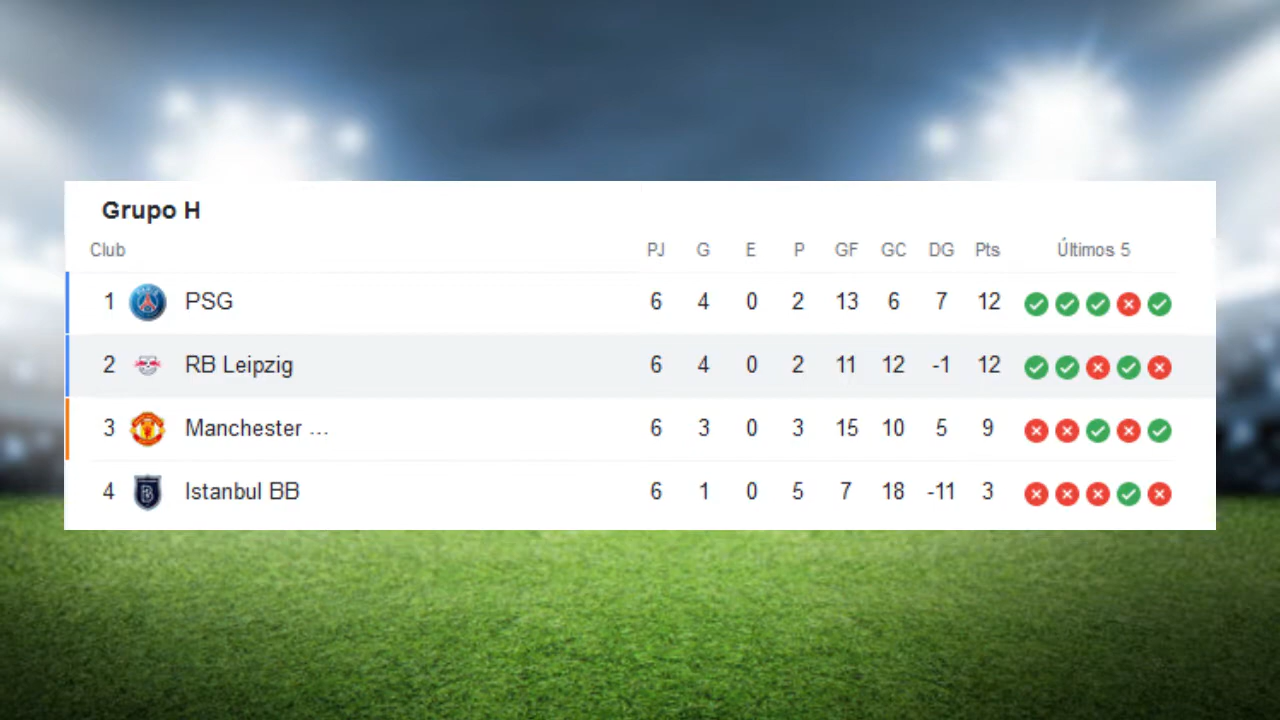 Grupo H
Club PJ G E P GF GC DG Pts Últimos 5
1 PSG 6 4 0 2 13 6 7 12
2 RB Leipzig 6 4 0 2 11 12 -1 12
3 Manchester ... 6 3 0 3 15 10 5 9
4 Istanbul BB 6 1 0 5 7 18 -11 3